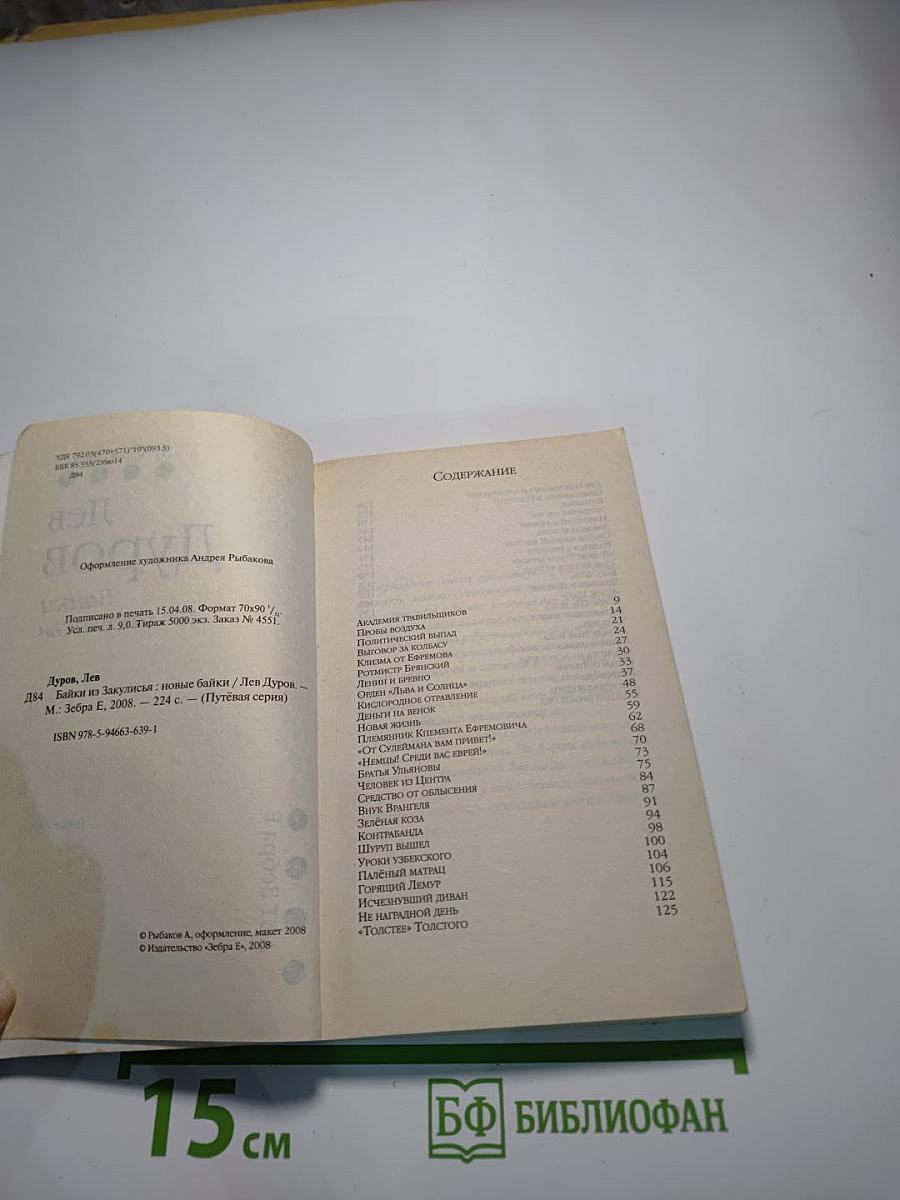 УДК 792.03(470+571)"19"(093.3)
ББК 85.333(2)6ю14
Д84
Оформление художника Андрея Рыбакова
Подписано в печать 15.04.08. Формат 70x90 1/32.
Усл. печ. л. 9,0. Тираж 5000 экз. Заказ № 4551.
Дуров, Лев
Д84 Байки из Закулисья : новые байки / Лев Дуров. –
М.: Зебра Е, 2008. — 224 с. — (Путёвая серия)
ISBN 978-5-94663-639-1
© Рыбаков А., оформление, макет 2008
© Издательство «Зебра Е», 2008
Содержание
Академия травильщиков 9
Пробы воздуха 14
Политический выпад 21
Выговор за колбасу 24
Клизма от Ефремова 27
Ротмистр Брянский 30
Ленин и бревно 33
Орден «Льва и Солнца» 37
Кислородное отравление 48
Деньги на венок 55
Новая жизнь 59
Племянник Клемента Ефремовича 62
«От Сулеймана вам привет!» 68
«Немцы! Среди вас евреи!» 70
Братья Ульяновы 73
Человек из Центра 75
Средство от облысения 84
Внук Врангеля 87
Зелёная коза 91
Контрабанда 94
Шуруп вышел 98
Уроки узбекского 100
Палёный матрац 104
Горящий Лемур 106
Исчезнувший диван 115
Не наградной день 122
«Толстее» Толстого 125
15 см
БФ БИБЛИОФАН